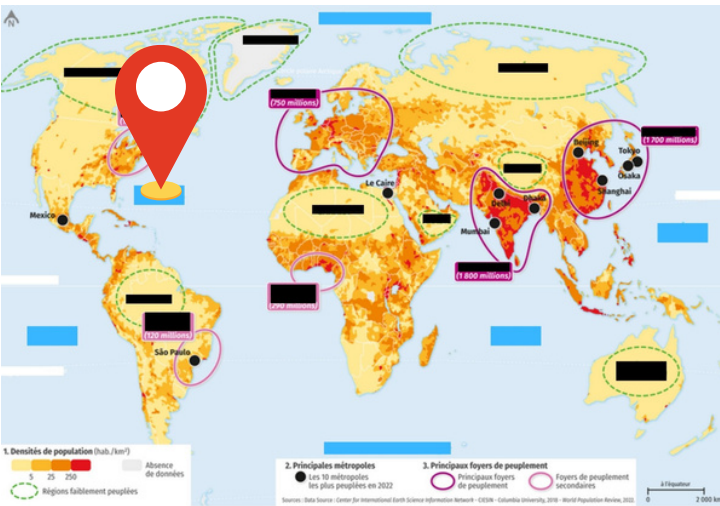 N
(750 millions)
(1 700 millions)
Beijing
Tokyo
Osaka
Shanghai
Le Caire
Delhi
Dhaka
Mexico
Mumbai
(1 800 millions)
(290 millions)
(120 millions)
São Paulo
1. Densités de population (hab./km²)
5 25 250
Absence
de données
Régions faiblement peuplées
2. Principales métropoles
Les 10 métropoles
les plus peuplées en 2022
3. Principaux foyers de peuplement
Principaux foyers
de peuplement
Foyers de peuplement
secondaires
à l'équateur
0 2 000 km
Sources : Data Source : Center for International Earth Science Information Network - CIESIN - Columbia University, 2018 - World Population Review, 2022.